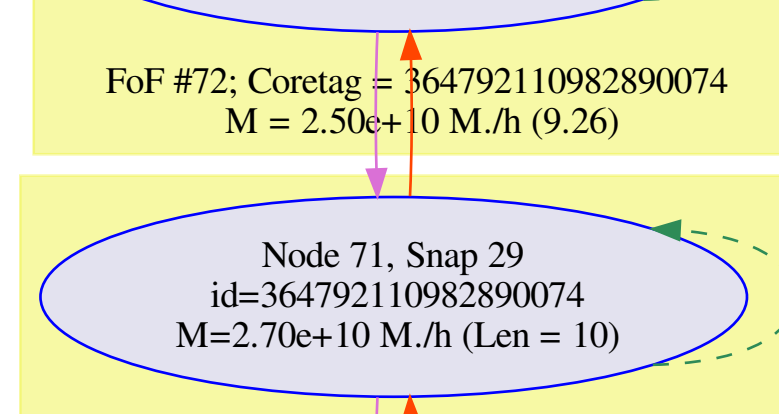 FoF #72; Coretag = 364792110982890074
M = 2.50e+10 M./h (9.26)
Node 71, Snap 29
id=364792110982890074
M=2.70e+10 M./h (Len = 10)